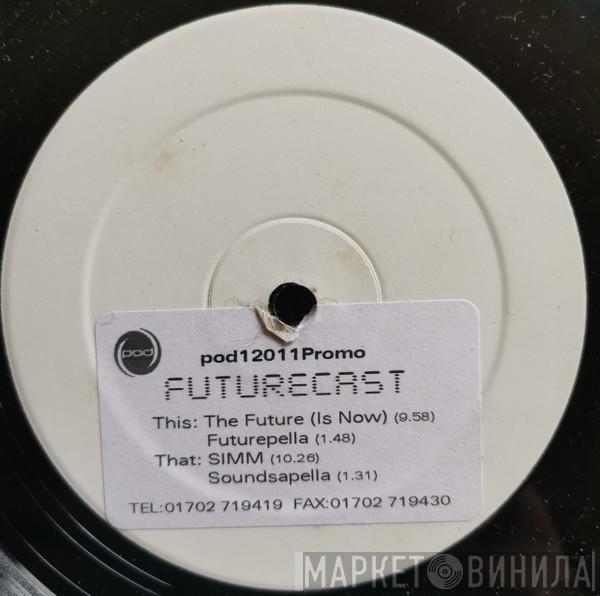 pod
pod12011Promo
FUTURECAST
This: The Future (Is Now) (9.58)
Futurepella (1.48)
That: SIMM (10.26)
Soundsapella (1.31)
TEL:01702 719419 FAX:01702 719430
МАРКЕТ ВИНИЛА